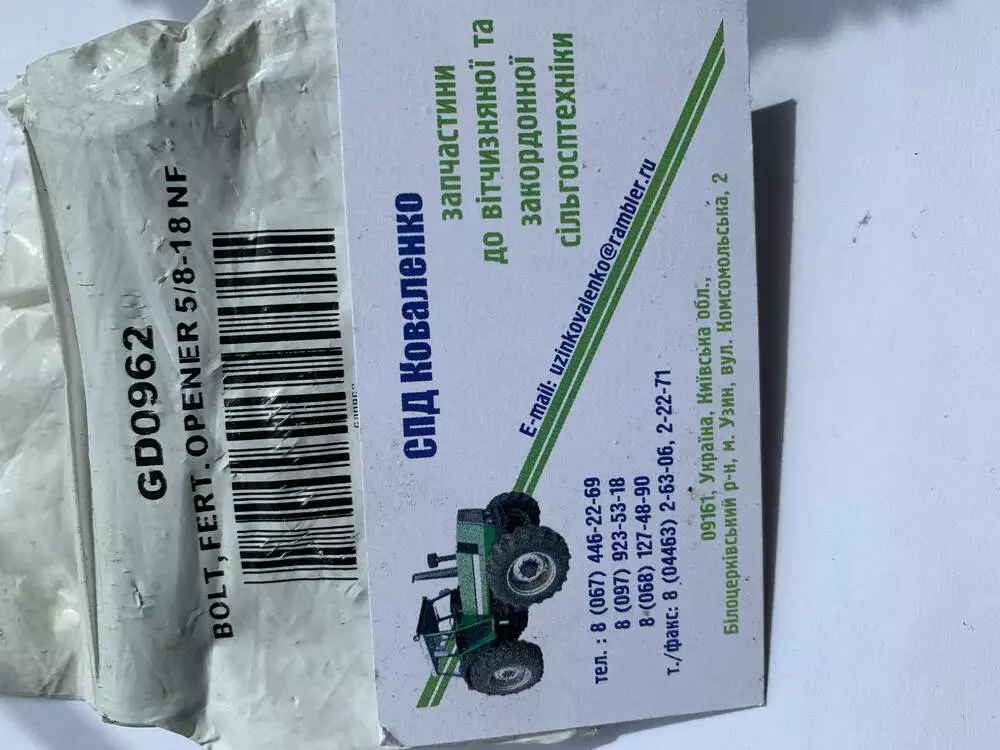 GD0962
BOLT, FERT. OPENER 5/8-18 NF
СПД Коваленко
запчастини
до вітчизняної та
закордонної
сільгосптехніки
E-mail: uzinkovalenko@rambler.ru
тел. : 8 (067) 446-22-69
8 (097) 923-53-18
8 (068) 127-48-90
т./факс: 8 (04463) 2-63-06, 2-22-71
09161, Україна, Київська обл.,
Білоцерківський р-н, м. Узин, вул. Комсомольська, 2